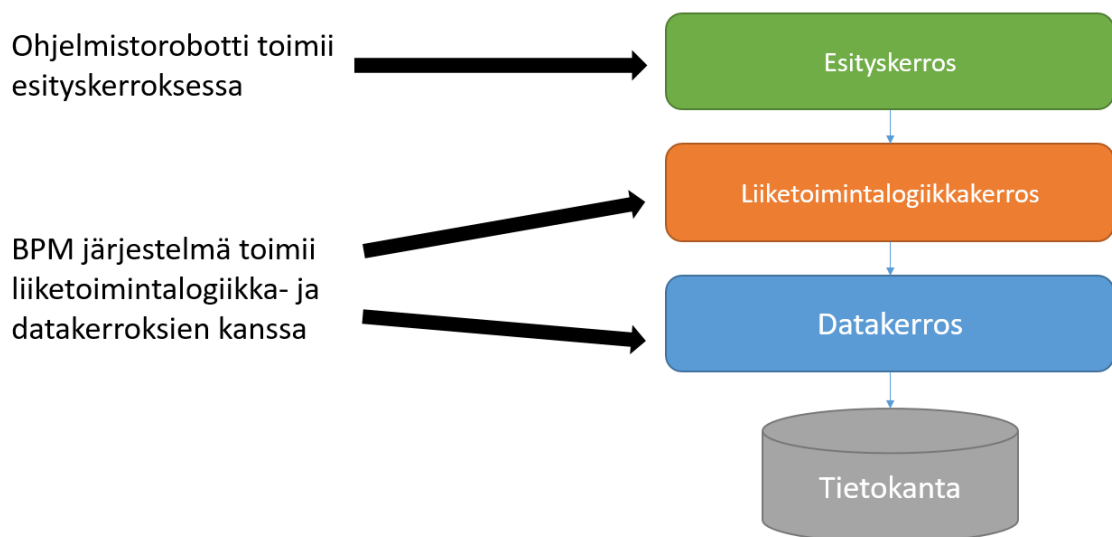 Ohjelmistorobotti toimii
esityskerroksessa
Esityskerros
Liiketoimintalogiikkakerros
BPM järjestelmä toimii
liiketoimintalogiikka- ja
datakerroksien kanssa
Datakerros
Tietokanta